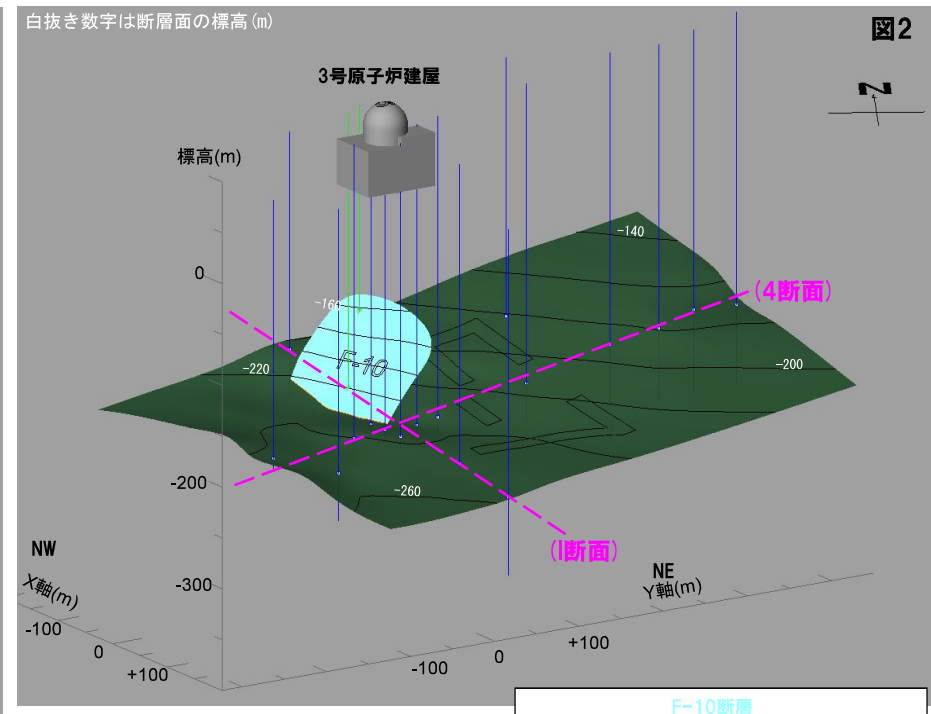 白抜き数字は断層面の標高(m)
図2
3号原子炉建屋
N
標高(m)
-140
(4断面)
0
-160
F-10
-220
-200
-200
-260
(I断面)
NW
NE
X軸(m)
-300
Y軸(m)
-100
0
+100
-100
0
+100
F-10断層